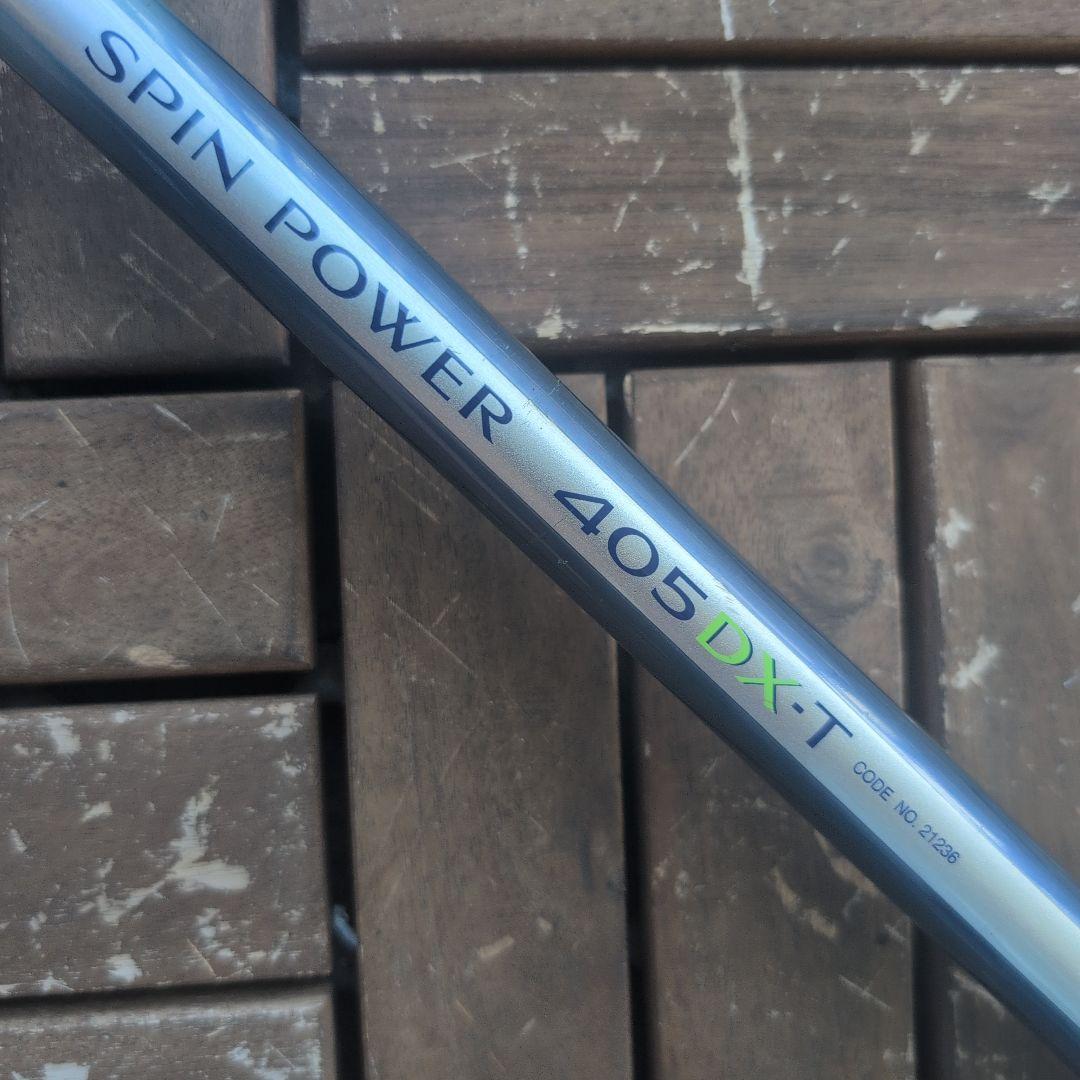 SPIN POWER 405DX·T
CODE NO. 21236